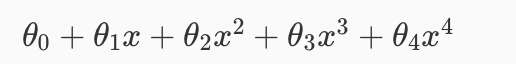 θ₀ + θ₁x + θ₂x² + θ₃x³ + θ₄x⁴